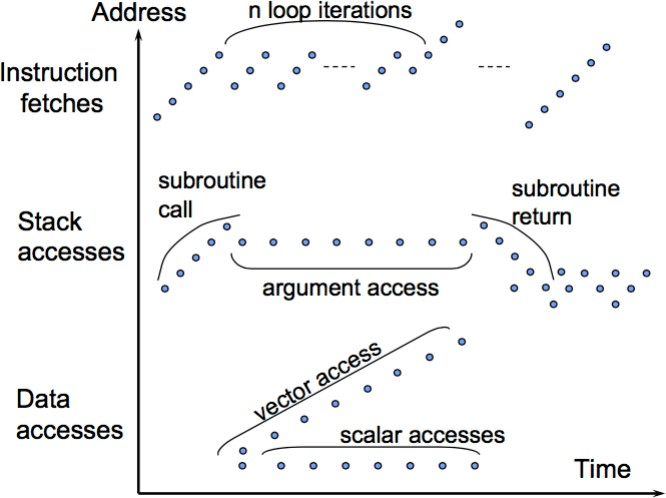 Address
n loop iterations
Instruction
fetches
subroutine
call
subroutine
return
Stack
accesses
argument access
vector access
Data
accesses
scalar accesses
Time